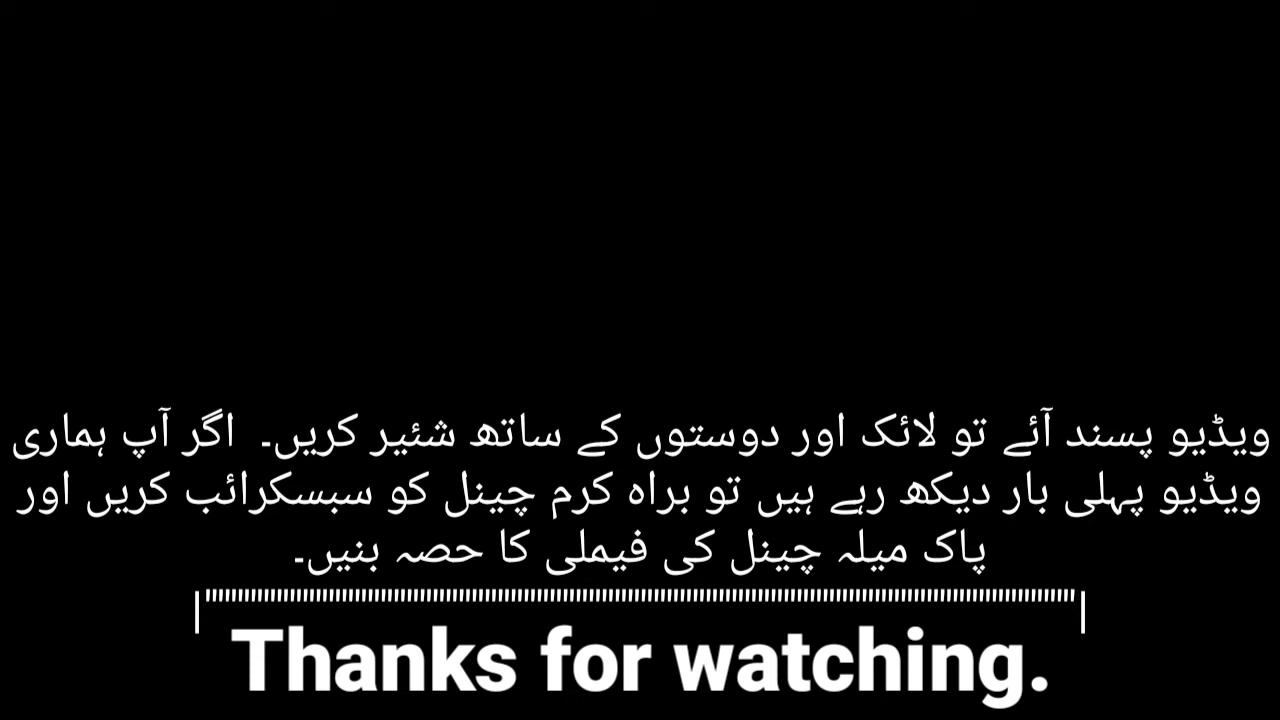 ویڈیو پسند آئے تو لائک اور دوستوں کے ساتھ شئیر کریں۔ اگر آپ ہماری
ویڈیو پہلی بار دیکھ رہے ہیں تو براہ کرم چینل کو سبسکرائب کریں اور
پاک میلہ چینل کی فیملی کا حصہ بنیں۔
Thanks for watching.